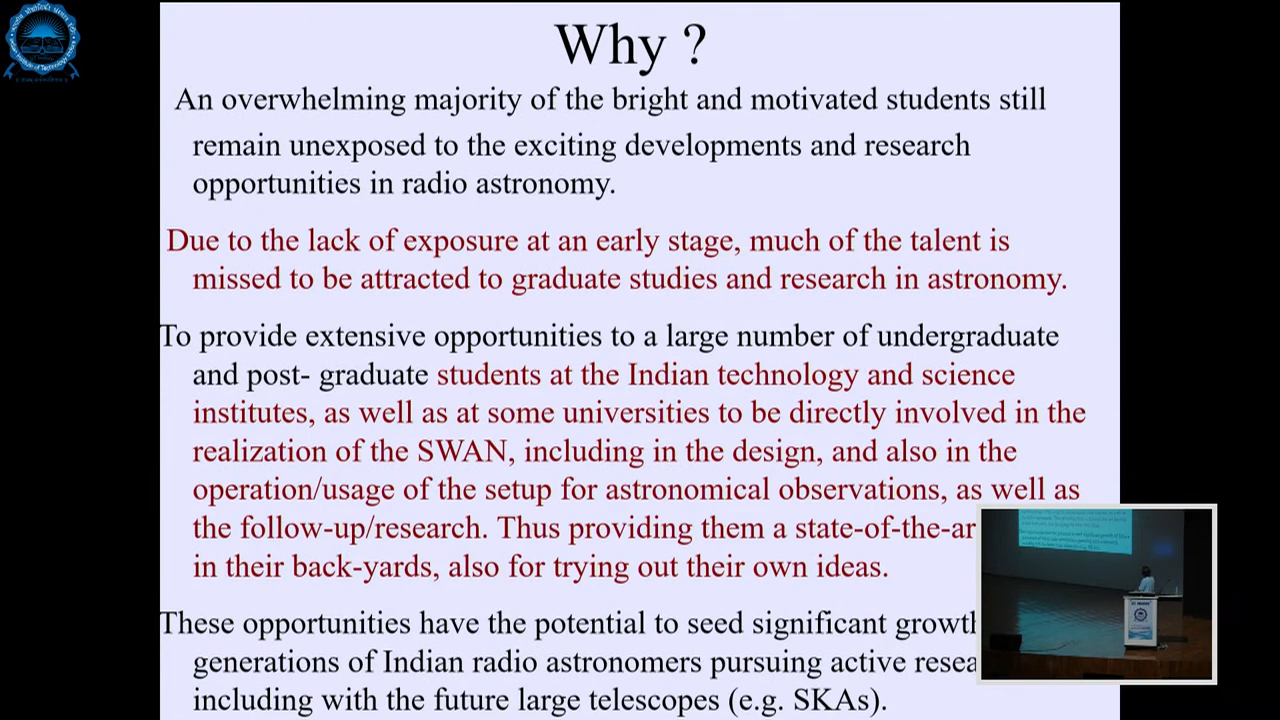 Why ?
An overwhelming majority of the bright and motivated students still
remain unexposed to the exciting developments and research
opportunities in radio astronomy.
Due to the lack of exposure at an early stage, much of the talent is
missed to be attracted to graduate studies and research in astronomy.
To provide extensive opportunities to a large number of undergraduate
and post- graduate students at the Indian technology and science
institutes, as well as at some universities to be directly involved in the
realization of the SWAN, including in the design, and also in the
operation/usage of the setup for astronomical observations, as well as
the follow-up/research. Thus providing them a state-of-the-ar
in their back-yards, also for trying out their own ideas.
These opportunities have the potential to seed significant growth
generations of Indian radio astronomers pursuing active resea
including with the future large telescopes (e.g. SKAs).